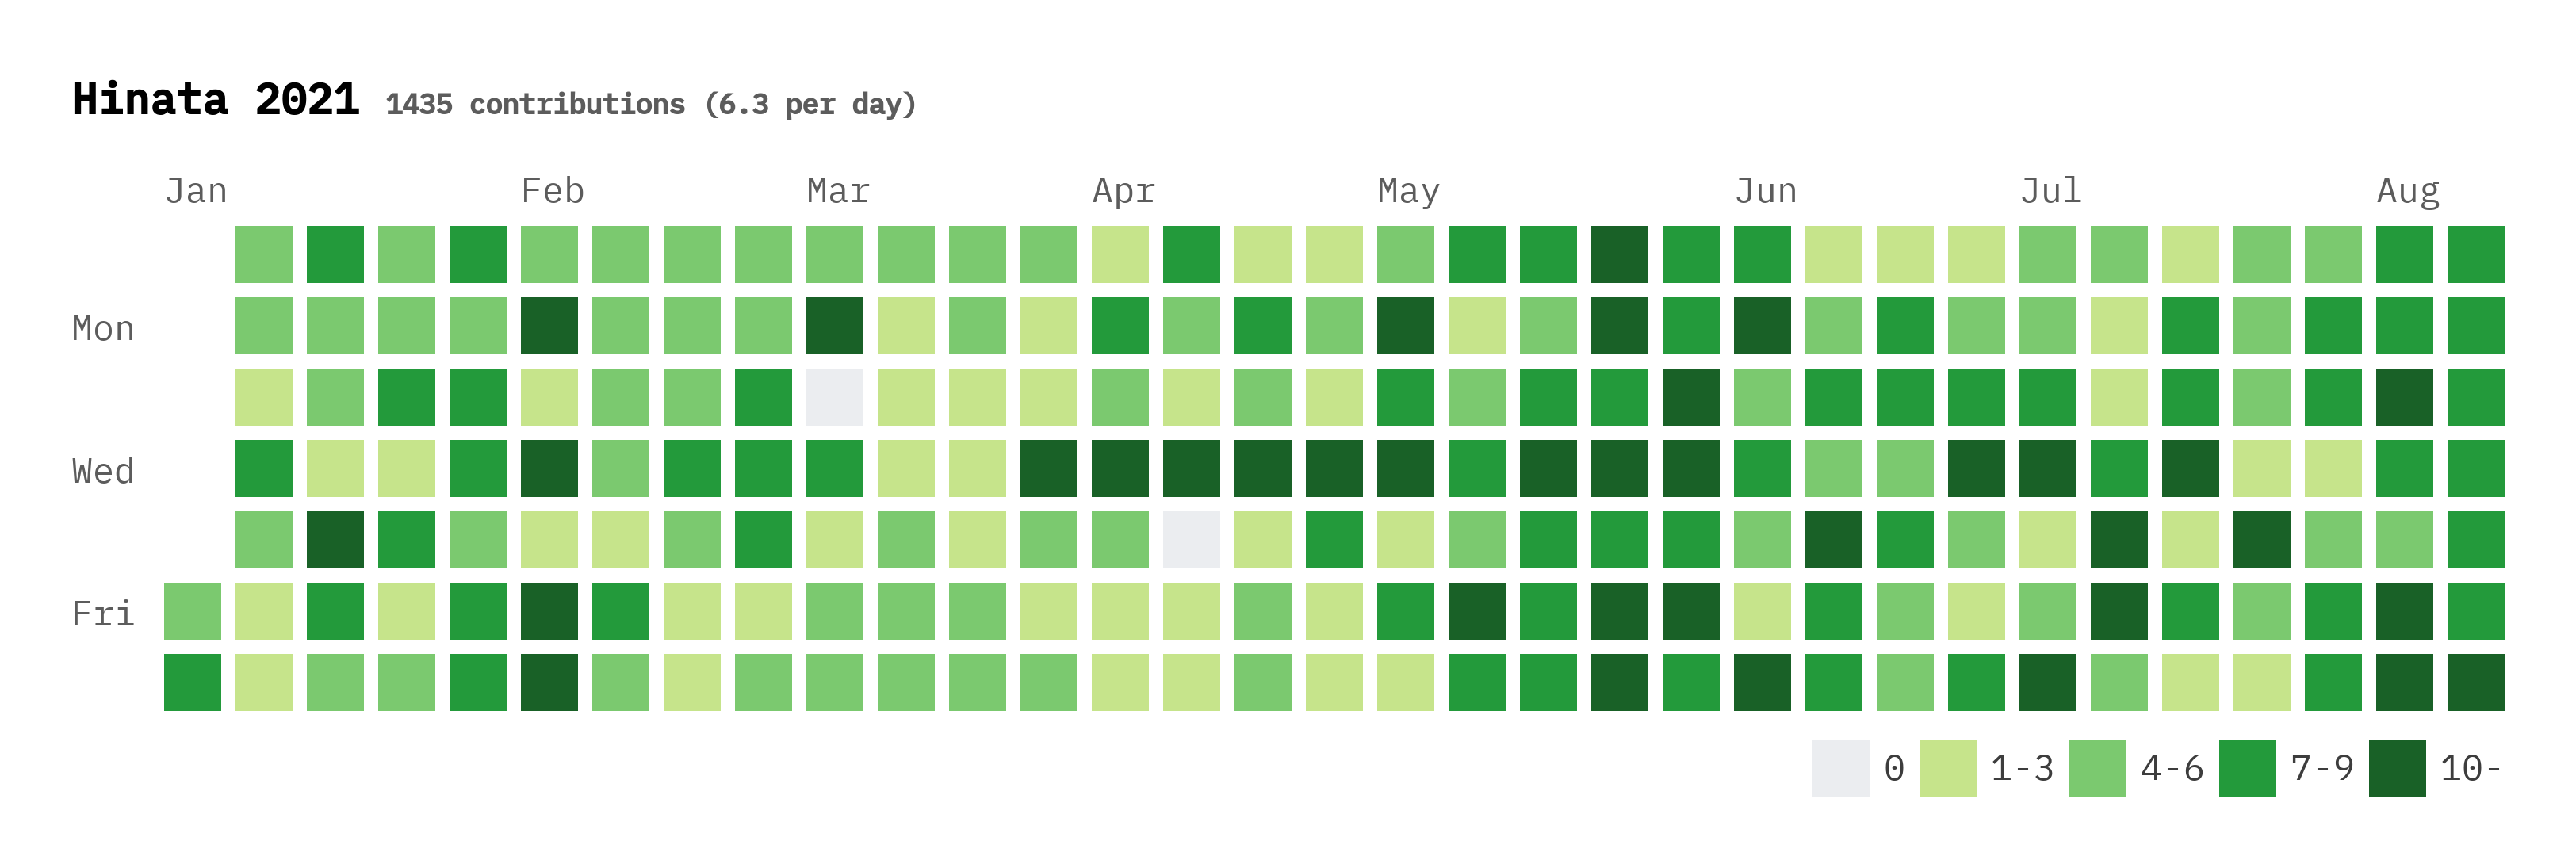 Hinata 2021 1435 contributions (6.3 per day)
Jan Feb Mar Apr May Jun Jul Aug
Mon
Wed
Fri
0 1-3 4-6 7-9 10-